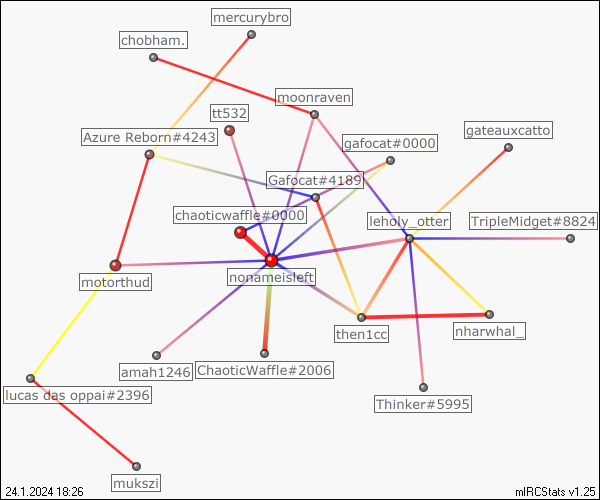 mercurybro
chobham.
moonraven
tt532
Azure Reborn#4243
gafocat#0000
gateauxcatto
Gafocat#4189
chaoticwaffle#0000
leholy_otter
TripleMidget#8824
motorthud
nonameisleft
then1cc
nharwhal_
amah1246
ChaoticWaffle#2006
lucas das oppai#2396
Thinker#5995
mukszi
24.1.2024 18:26
mIRCStats v1.25